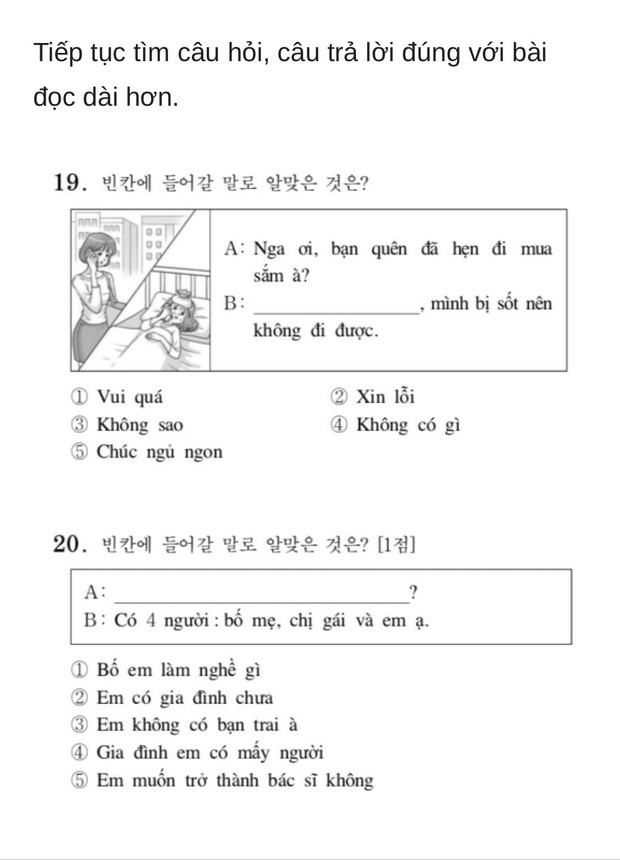 Tiếp tục tìm câu hỏi, câu trả lời đúng với bài
đọc dài hơn.
19. 빈칸에 들어갈 말로 알맞은 것은?
A: Nga ơi, bạn quên đã hẹn đi mua
sắm à?
B: ____________________, mình bị sốt nên
không đi được.
① Vui quá
② Xin lỗi
③ Không sao
④ Không có gì
⑤ Chúc ngủ ngon
20. 빈칸에 들어갈 말로 알맞은 것은? [1점]
A: ____________________________________?
B: Có 4 người : bố mẹ, chị gái và em ạ.
① Bố em làm nghề gì
② Em có gia đình chưa
③ Em không có bạn trai à
④ Gia đình em có mấy người
⑤ Em muốn trở thành bác sĩ không